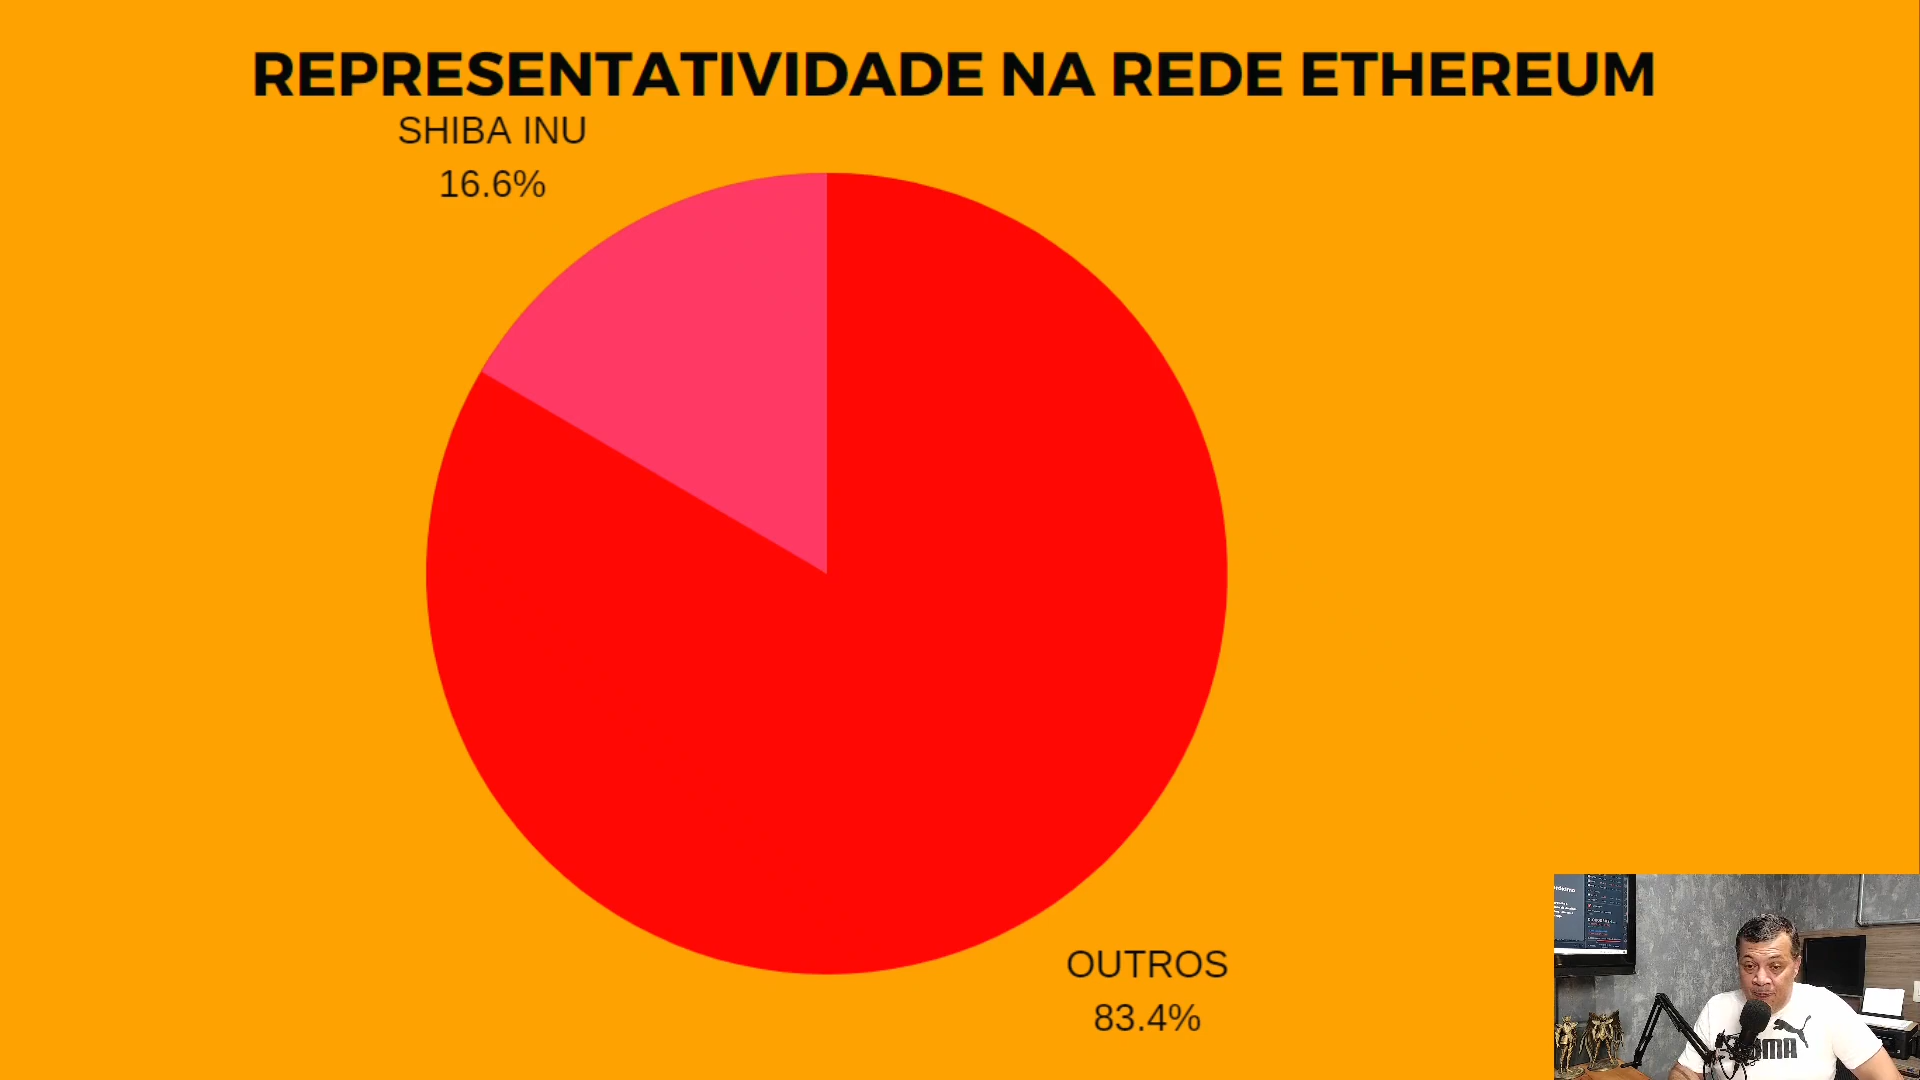 REPRESENTATIVIDADE NA REDE ETHEREUM
SHIBA INU
16.6%
OUTROS
83.4%